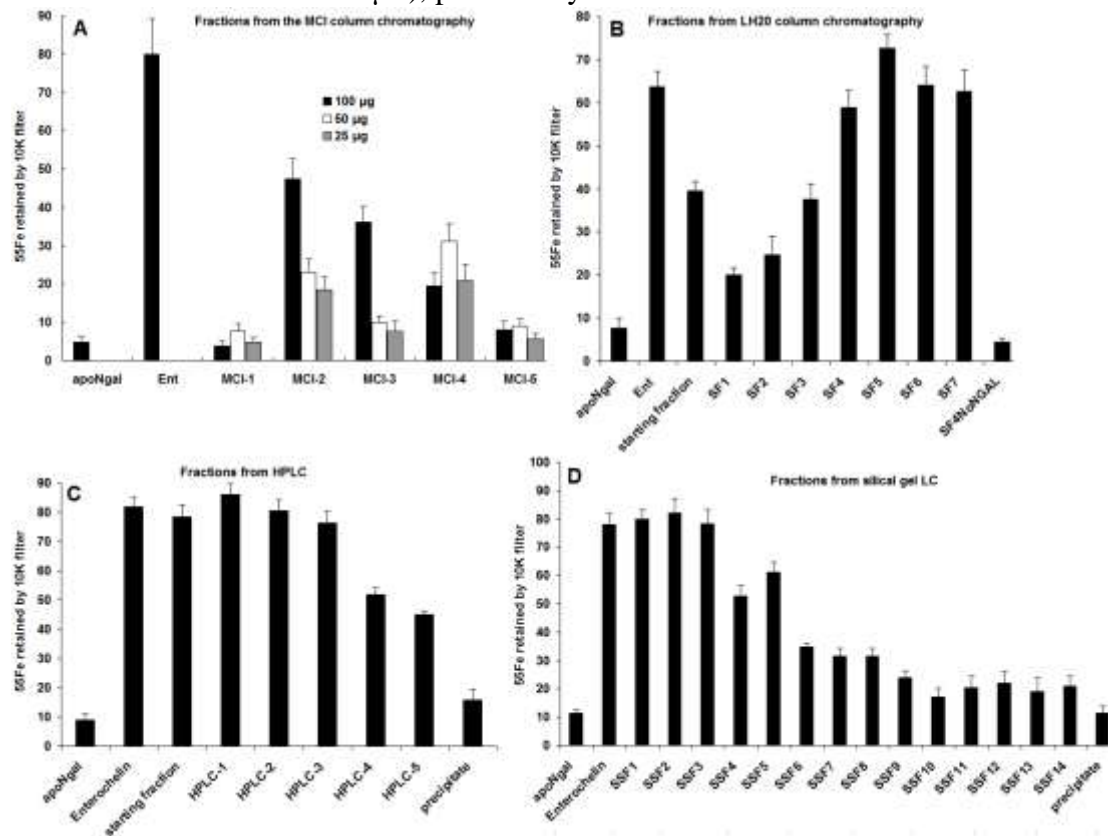 A
Fractions from the MCI column chromatography
55Fe retained by 10K filter
90
80
70
60
50
40
30
20
10
0
100 µg
50 µg
25 µg
apoNgal Ent MCI-1 MCI-2 MCI-3 MCI-4 MCI-5
B
Fractions from LH20 column chromatography
55Fe retained by 10K filter
80
70
60
50
40
30
20
10
0
apoNgal Ent starting fraction SF1 SF2 SF3 SF4 SF5 SF6 SF7 SF4NoNGAL
C
Fractions from HPLC
55Fe retained by 10K filter
90
80
70
60
50
40
30
20
10
0
apoNgal Enterochelin starting fraction HPLC-1 HPLC-2 HPLC-3 HPLC-4 HPLC-5 precipitate
D
Fractions from silical gel LC
55Fe retained by 10K filter
100
90
80
70
60
50
40
30
20
10
0
apoNgal Enterochelin SSF1 SSF2 SSF3 SSF4 SSF5 SSF6 SSF7 SSF8 SSF9 SSF10 SSF11 SSF12 SSF13 SSF14 precipitate